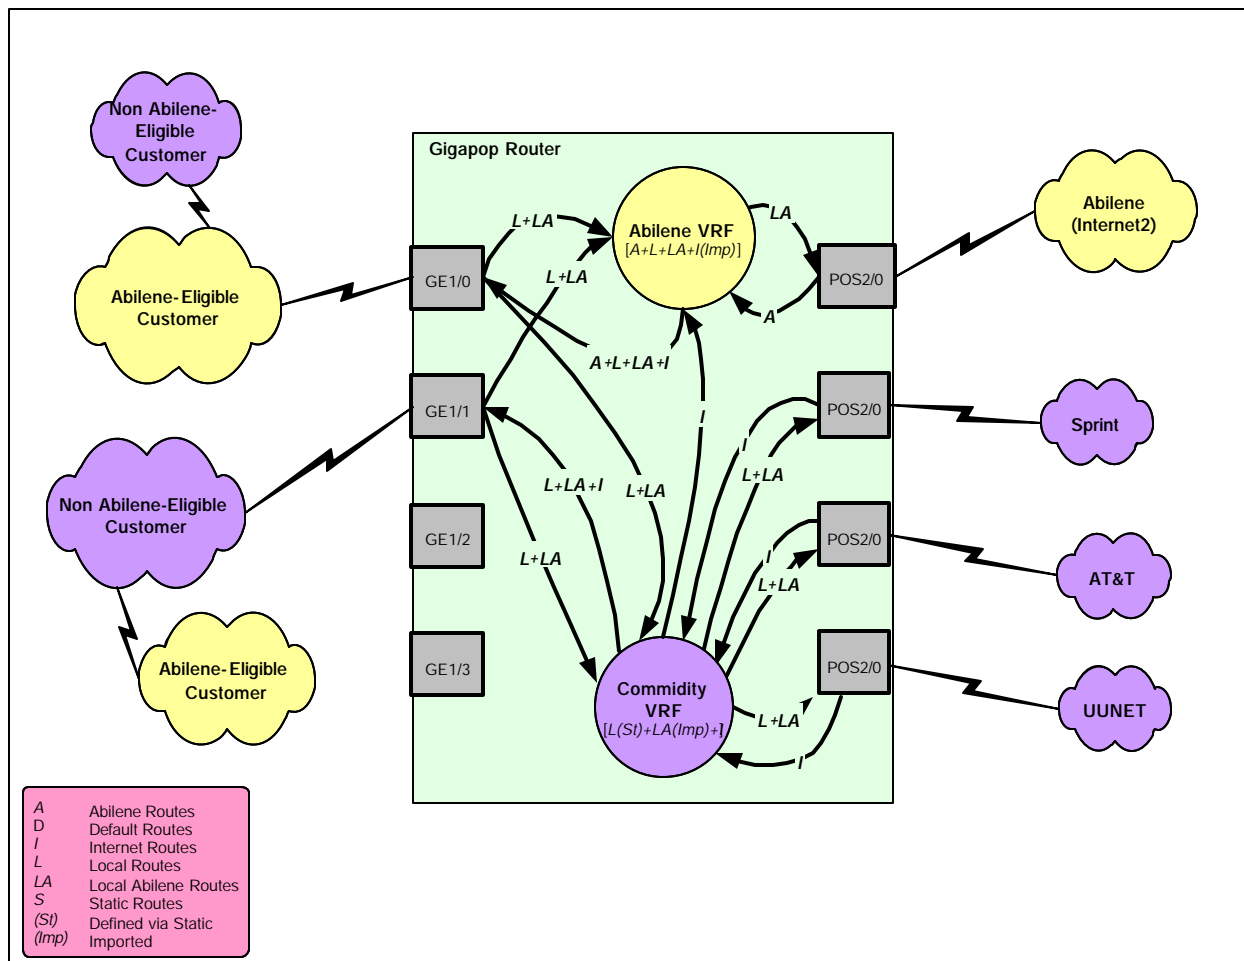 Non Abilene-
Eligible
Customer
Gigapop Router
Abilene
(Internet2)
L+LA
Abilene VRF
[A+L+LA+I(Imp)]
LA
GE1/0
L+LA
POS2/0
Abilene-Eligible
Customer
A
A+L+LA+I
GE1/1
I
I
POS2/0
Sprint
L+LA
L+LA+I
L+LA
Non Abilene-Eligible
Customer
GE1/2
L+LA
I
L+LA
POS2/0
AT&T
Abilene-Eligible
Customer
GE1/3
Commidity
VRF
[L(St)+LA(Imp)+]
L+LA
I
POS2/0
UUNET
A Abilene Routes
D Default Routes
I Internet Routes
L Local Routes
LA Local Abilene Routes
S Static Routes
(St) Defined via Static
(Imp) Imported